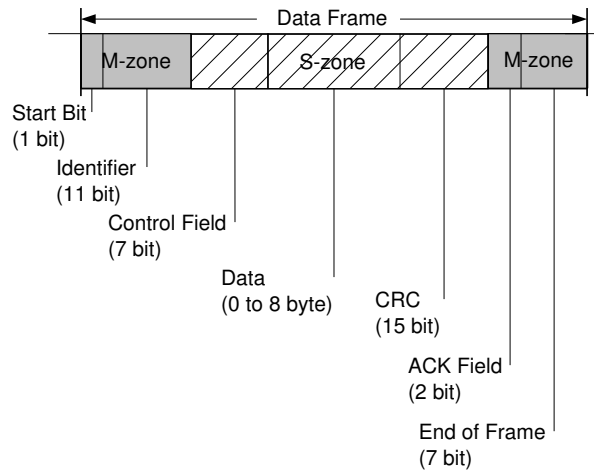 Data Frame
M-zone
S-zone
M-zone
Start Bit
(1 bit)
Identifier
(11 bit)
Control Field
(7 bit)
Data
(0 to 8 byte)
CRC
(15 bit)
ACK Field
(2 bit)
End of Frame
(7 bit)